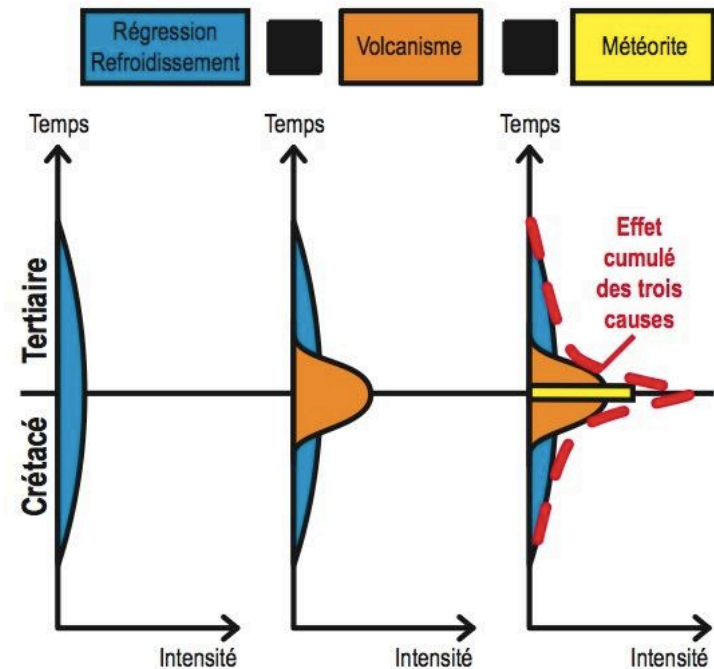 Régression
Refroidissement
Volcanisme
Météorite
Temps
Temps
Temps
Effet
cumulé
des trois
causes
Tertiaire
Crétacé
Intensité
Intensité
Intensité